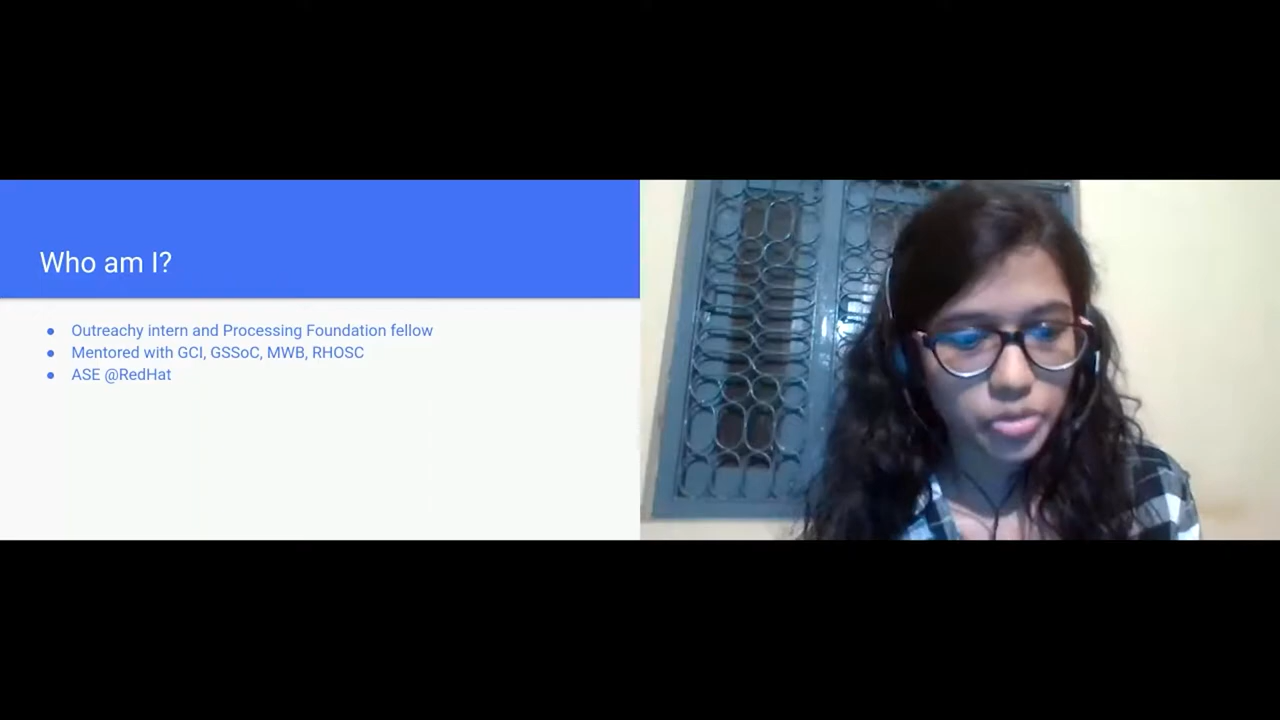 Who am I?
Outreachy intern and Processing Foundation fellow
Mentored with GCI, GSSoC, MWB, RHOSC
ASE @RedHat